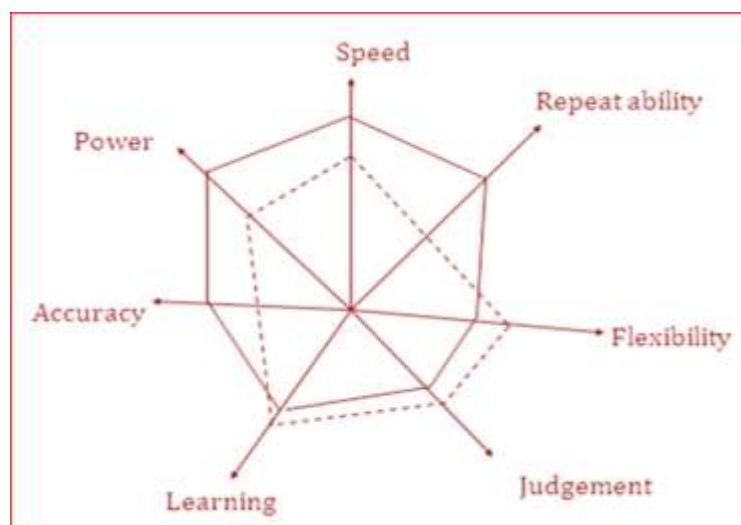 Speed
Repeat ability
Power
Accuracy
Flexibility
Learning
Judgement